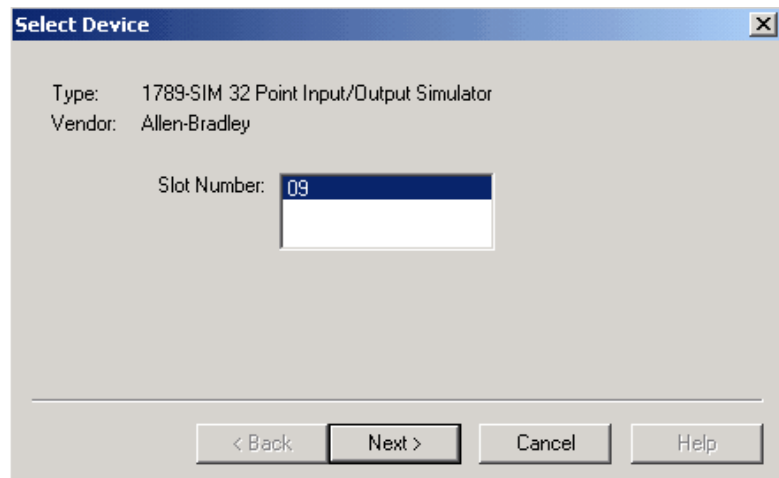 Select Device
Type: 1789-SIM 32 Point Input/Output Simulator
Vendor: Allen-Bradley
Slot Number: 09
< Back Next > Cancel Help